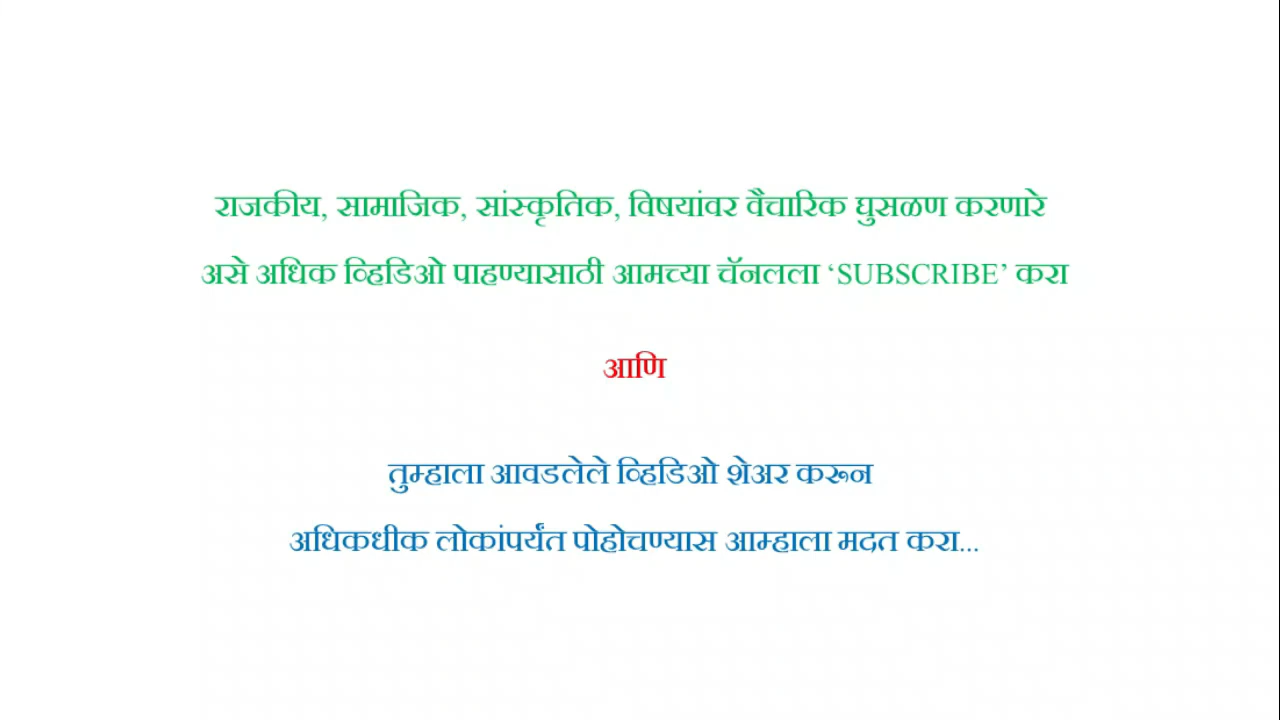 राजकीय, सामाजिक, सांस्कृतिक, विषयांवर वैचारिक घुसळण करणारे
असे अधिक व्हिडिओ पाहण्यासाठी आमच्या चॅनलला ‘SUBSCRIBE’ करा
आणि
तुम्हाला आवडलेले व्हिडिओ शेअर करून
अधिकधीक लोकांपर्यंत पोहोचण्यास आम्हाला मदत करा...